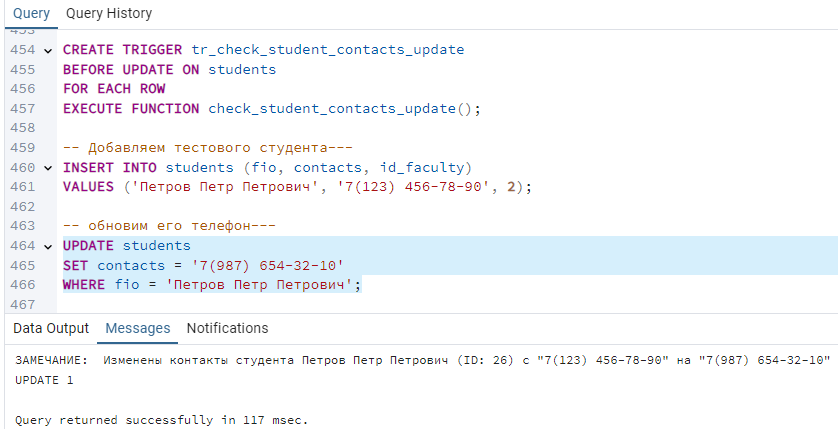 Query Query History
453
454 CREATE TRIGGER tr_check_student_contacts_update
455 BEFORE UPDATE ON students
456 FOR EACH ROW
457 EXECUTE FUNCTION check_student_contacts_update();
458
459 -- Добавляем тестового студента---
460 INSERT INTO students (fio, contacts, id_faculty)
461 VALUES ('Петров Петр Петрович', '7(123) 456-78-90', 2);
462
463 -- обновим его телефон---
464 UPDATE students
465 SET contacts = '7(987) 654-32-10'
466 WHERE fio = 'Петров Петр Петрович';
467
Data Output Messages Notifications
ЗАМЕЧАНИЕ: Изменены контакты студента Петров Петр Петрович (ID: 26) с "7(123) 456-78-90" на "7(987) 654-32-10"
UPDATE 1
Query returned successfully in 117 msec.